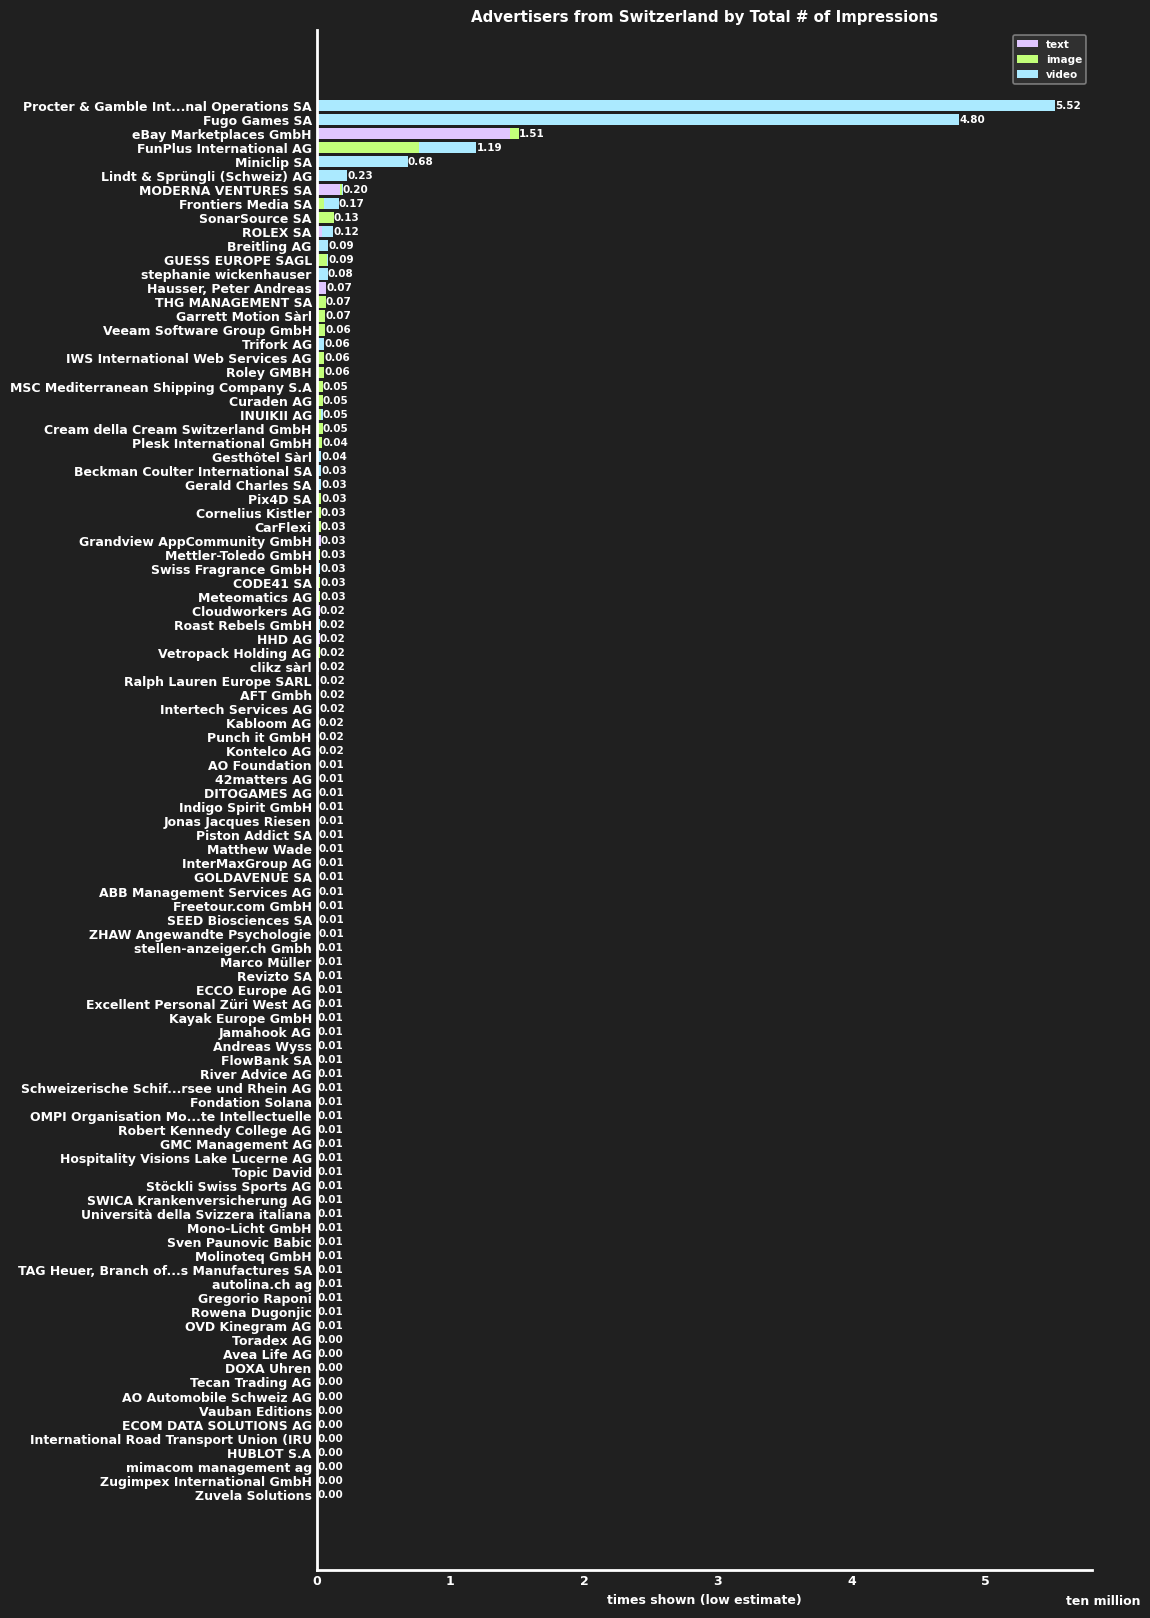 Advertisers from Switzerland by Total # of Impressions
text
image
video
Procter & Gamble Int...nal Operations SA 5.52
Fugo Games SA 4.80
eBay Marketplaces GmbH 1.51
FunPlus International AG 1.19
Miniclip SA 0.68
Lindt & Sprüngli (Schweiz) AG 0.23
MODERNA VENTURES SA 0.20
Frontiers Media SA 0.17
SonarSource SA 0.13
ROLEX SA 0.12
Breitling AG 0.09
GUESS EUROPE SAGL 0.09
stephanie wickenhauser 0.08
Hausser, Peter Andreas 0.07
THG MANAGEMENT SA 0.07
Garrett Motion Sàrl 0.07
Veeam Software Group GmbH 0.06
Trifork AG 0.06
IWS International Web Services AG 0.06
Roley GMBH 0.06
MSC Mediterranean Shipping Company S.A 0.05
Curaden AG 0.05
INUIKII AG 0.05
Cream della Cream Switzerland GmbH 0.05
Plesk International GmbH 0.04
Gesthôtel Sàrl 0.04
Beckman Coulter International SA 0.03
Gerald Charles SA 0.03
Pix4D SA 0.03
Cornelius Kistler 0.03
CarFlexi 0.03
Grandview AppCommunity GmbH 0.03
Mettler-Toledo GmbH 0.03
Swiss Fragrance GmbH 0.03
CODE41 SA 0.03
Meteomatics AG 0.03
Cloudworkers AG 0.02
Roast Rebels GmbH 0.02
HHD AG 0.02
Vetropack Holding AG 0.02
clikz sàrl 0.02
Ralph Lauren Europe SARL 0.02
AFT Gmbh 0.02
Intertech Services AG 0.02
Kabloom AG 0.02
Punch it GmbH 0.02
Kontelco AG 0.02
AO Foundation 0.01
42matters AG 0.01
DITOGAMES AG 0.01
Indigo Spirit GmbH 0.01
Jonas Jacques Riesen 0.01
Piston Addict SA 0.01
Matthew Wade 0.01
InterMaxGroup AG 0.01
GOLDAVENUE SA 0.01
ABB Management Services AG 0.01
Freetour.com GmbH 0.01
SEED Biosciences SA 0.01
ZHAW Angewandte Psychologie 0.01
stellen-anzeiger.ch Gmbh 0.01
Marco Müller 0.01
Revizto SA 0.01
ECCO Europe AG 0.01
Excellent Personal Züri West AG 0.01
Kayak Europe GmbH 0.01
Jamahook AG 0.01
Andreas Wyss 0.01
FlowBank SA 0.01
River Advice AG 0.01
Schweizerische Schif...rsee und Rhein AG 0.01
Fondation Solana 0.01
OMPI Organisation Mo...te Intellectuelle 0.01
Robert Kennedy College AG 0.01
GMC Management AG 0.01
Hospitality Visions Lake Lucerne AG 0.01
Topic David 0.01
Stöckli Swiss Sports AG 0.01
SWICA Krankenversicherung AG 0.01
Università della Svizzera italiana 0.01
Mono-Licht GmbH 0.01
Sven Paunovic Babic 0.01
Molinoteq GmbH 0.01
TAG Heuer, Branch of...s Manufactures SA 0.01
autolina.ch ag 0.01
Gregorio Raponi 0.01
Rowena Dugonjic 0.01
OVD Kinegram AG 0.01
Toradex AG 0.00
Avea Life AG 0.00
DOXA Uhren 0.00
Tecan Trading AG 0.00
AO Automobile Schweiz AG 0.00
Vauban Editions 0.00
ECOM DATA SOLUTIONS AG 0.00
International Road Transport Union (IRU 0.00
HUBLOT S.A 0.00
mimacom management ag 0.00
Zugimpex International GmbH 0.00
Zuvela Solutions 0.00
0 1 2 3 4 5
times shown (low estimate)
ten million